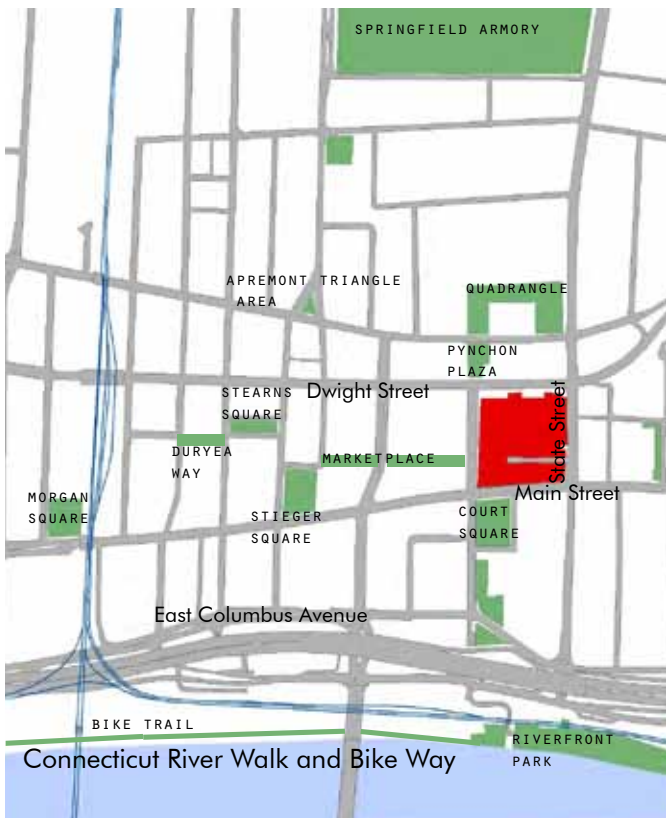 SPRINGFIELD ARMORY
APREMONT TRIANGLE
AREA
QUADRANGLE
PYNCHON
PLAZA
Dwight Street
STEARNS
SQUARE
State Street
DURYEA
WAY
MARKETPLACE
MORGAN
SQUARE
Main Street
STIEGER
SQUARE
COURT
SQUARE
East Columbus Avenue
BIKE TRAIL
RIVERFRONT
PARK
Connecticut River Walk and Bike Way